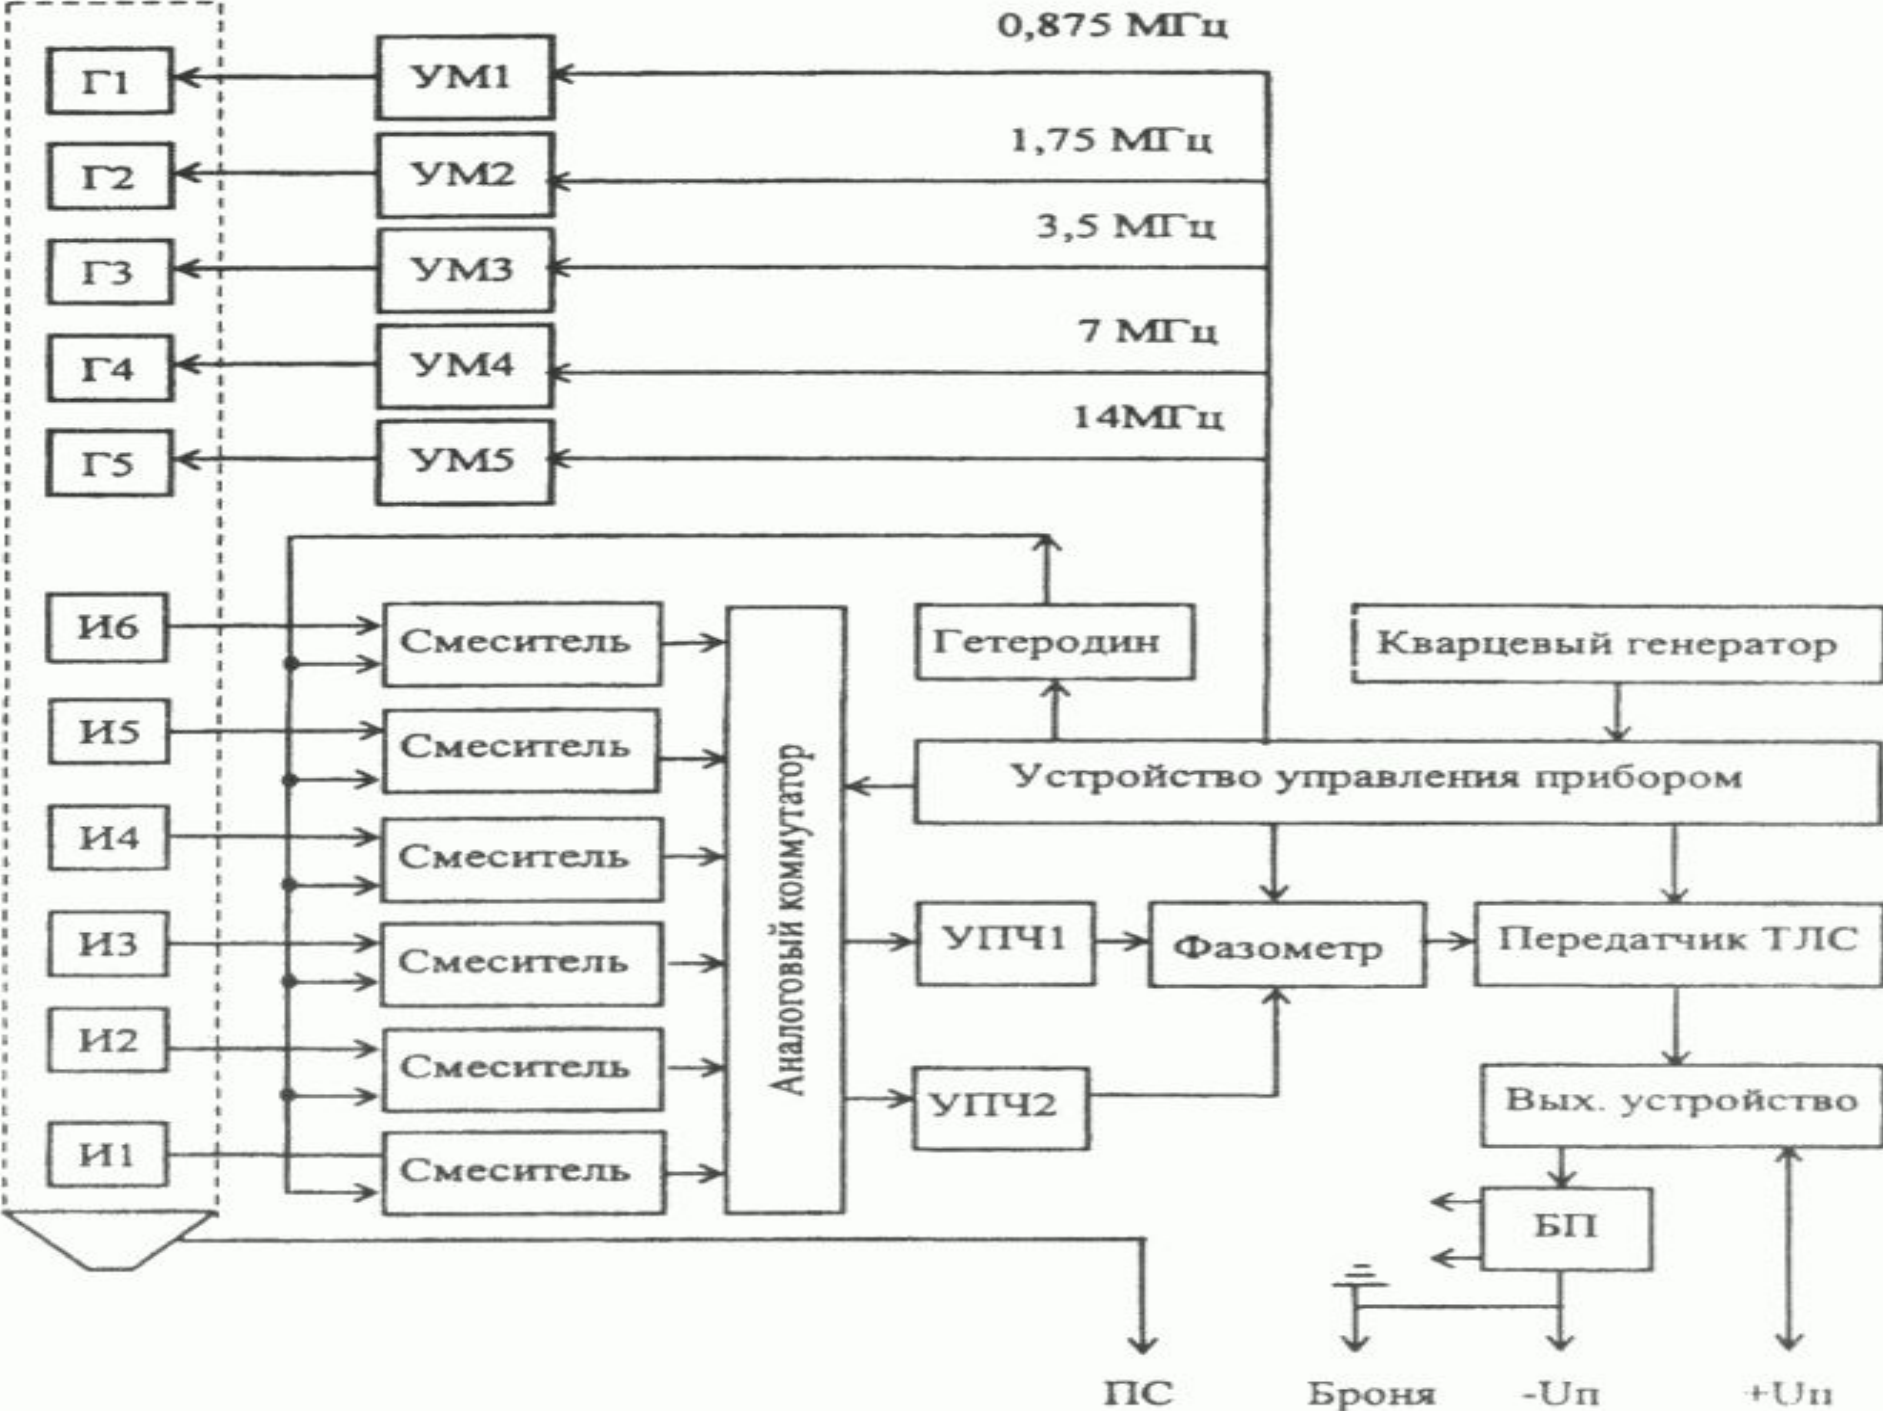 0,875 МГц
Г1
УМ1
1,75 МГц
Г2
УМ2
3,5 МГц
Г3
УМ3
7 МГц
Г4
УМ4
14МГц
Г5
УМ5
И6
Смеситель
Гетеродин
Кварцевый генератор
И5
Смеситель
Устройство управления прибором
И4
Смеситель
Аналоговый коммутатор
И3
Смеситель
УПЧ1
Фазометр
Передатчик ТЛС
И2
Смеситель
УПЧ2
Вых. устройство
И1
Смеситель
БП
ПС
Броня
-Uп
+Uп